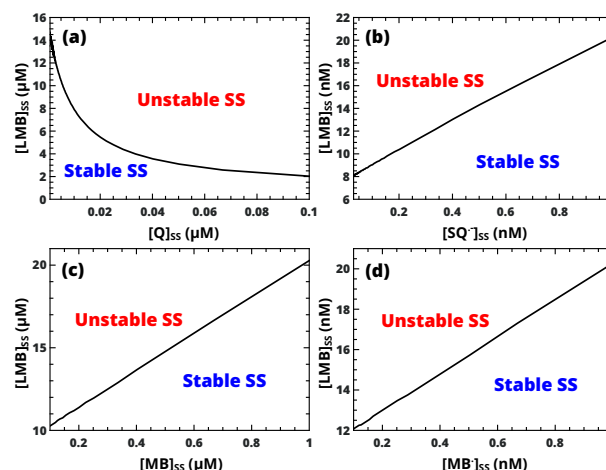 (a)
[LMB]ss (μM)
16
14
12
10
8
6
4
2
0
Unstable SS
Stable SS
0.02
0.04
0.06
0.08
0.1
[Q]ss (μM)
(b)
[LMB]ss (nM)
22
20
18
16
14
12
10
8
6
Unstable SS
Stable SS
0.2
0.4
0.6
0.8
[SQ·⁻]ss (nM)
(c)
[LMB]ss (μM)
20
15
10
Unstable SS
Stable SS
0.2
0.4
0.6
0.8
1
[MB]ss (μM)
(d)
[LMB]ss (nM)
22
20
18
16
14
12
Unstable SS
Stable SS
0.2
0.4
0.6
0.8
[MB·]ss (nM)